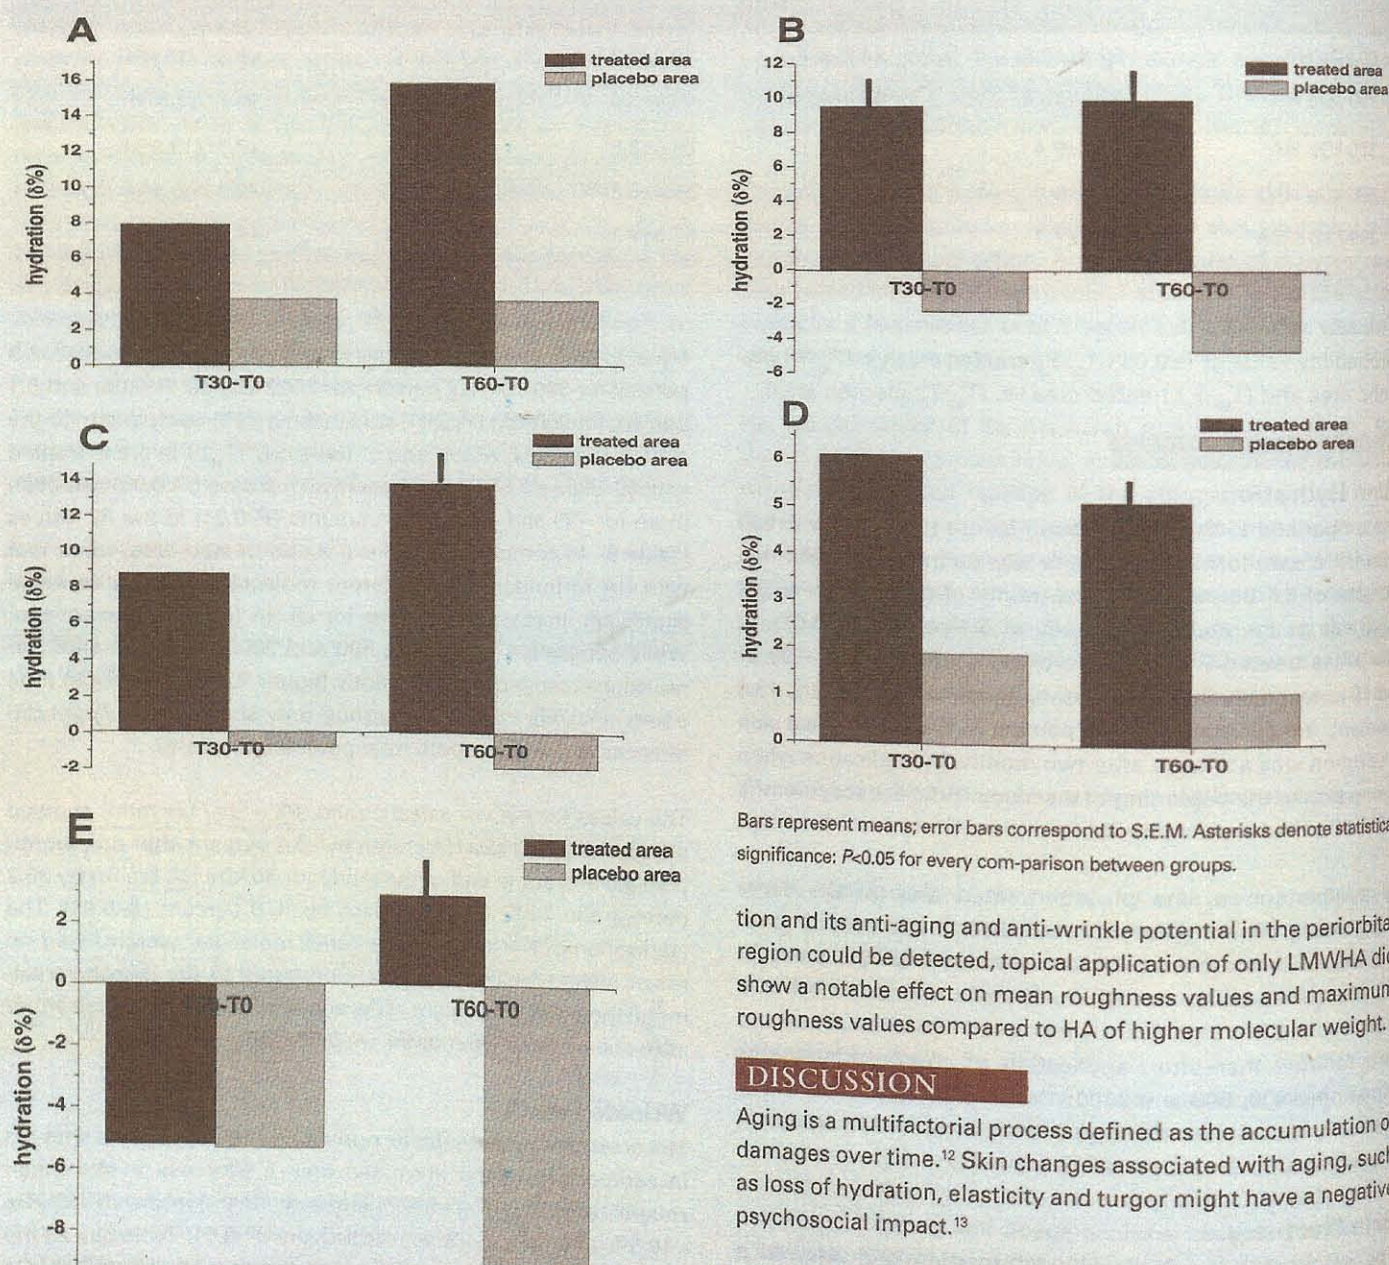 A
treated area
placebo area
16
14
12
10
8
6
4
2
0
hydration (δ%)
T30-T0
T60-T0
B
treated area
placebo area
12
10
8
6
4
2
0
-2
-4
-6
hydration (δ%)
T30-T0
T60-T0
C
treated area
placebo area
14
12
10
8
6
4
2
0
-2
hydration (δ%)
T30-T0
T60-T0
D
treated area
placebo area
6
5
4
3
2
1
0
hydration (δ%)
T30-T0
T60-T0
E
treated area
placebo area
2
0
-2
-4
-6
-8
hydration (δ%)
0-T0
T60-T0
Bars represent means; error bars correspond to S.E.M. Asterisks denote
significance: P<0.05 for every com-parison between groups.
tion and its anti-aging and anti-wrinkle potential in the
region could be detected, topical application of only LMWHA
show a notable effect on mean roughness values and
roughness values compared to HA of higher molecular weight.
DISCUSSION
Aging is a multifactorial process defined as the accumulation
damages over time.¹² Skin changes associated with aging,
as loss of hydration, elasticity and turgor might have a
psychosocial impact.¹³